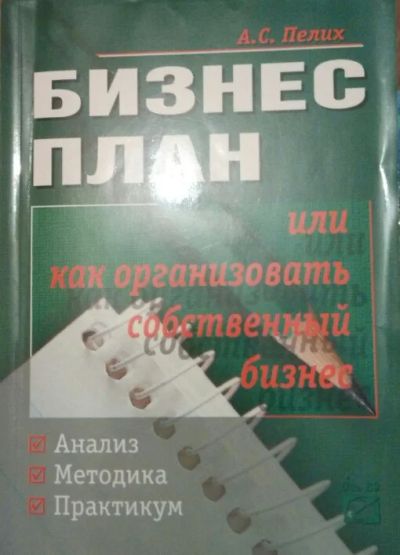 А.С. Пелих
БИЗНЕС
ПЛАН
или
как организовать
собственный
бизнес
Анализ
Методика
Практикум